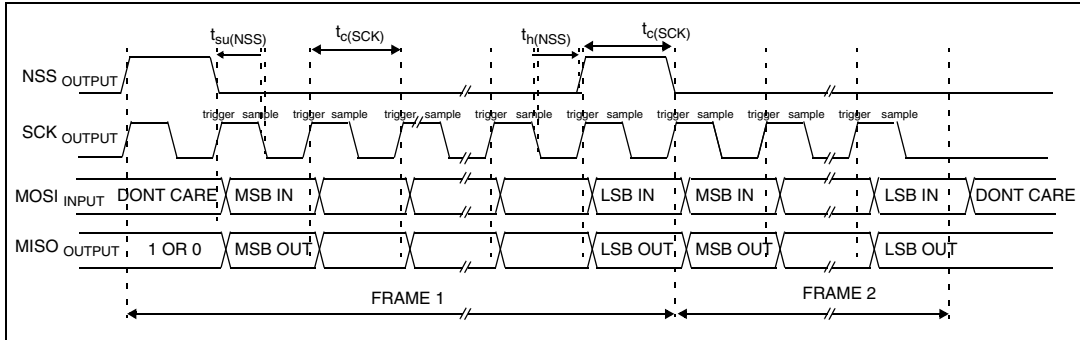 tsu(NSS) tc(SCK) th(NSS) tc(SCK)
NSS OUTPUT
trigger sample trigger sample trigger sample trigger sample trigger sample trigger sample trigger sample trigger sample
SCK OUTPUT
MOSI INPUT DONT CARE MSB IN LSB IN MSB IN LSB IN DONT CARE
MISO OUTPUT 1 OR 0 MSB OUT LSB OUT MSB OUT LSB OUT
FRAME 1 FRAME 2